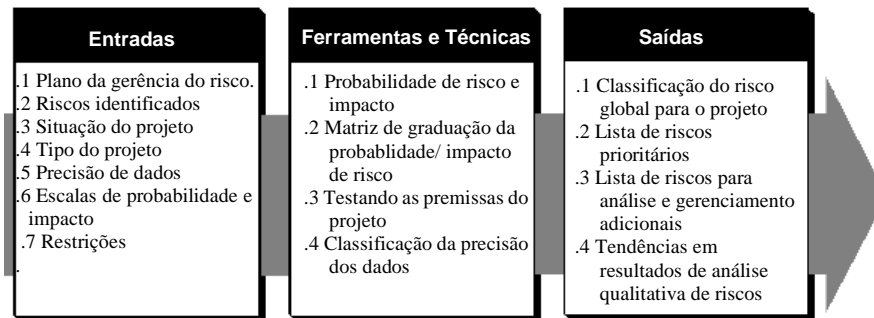 Entradas
.1 Plano da gerência do risco.
.2 Riscos identificados
.3 Situação do projeto
.4 Tipo do projeto
.5 Precisão de dados
.6 Escalas de probabilidade e
impacto
.7 Restrições
.
Ferramentas e Técnicas
.1 Probabilidade de risco e
impacto
.2 Matriz de graduação da
probablidade/ impacto
de risco
.3 Testando as premissas do
projeto
.4 Classificação da precisão
dos dados
Saídas
.1 Classificação do risco
global para o projeto
.2 Lista de riscos
prioritários
.3 Lista de riscos para
análise e gerenciamento
adicionais
.4 Tendências em
resultados de análise
qualitativa de riscos